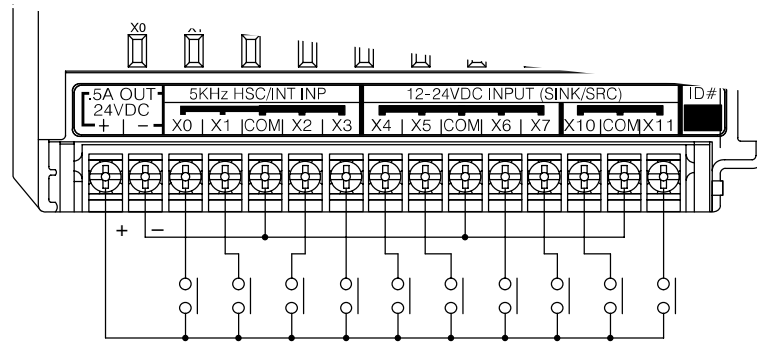 X0 X1
.5A OUT 5KHz HSC/INT INP 12-24VDC INPUT (SINK/SRC) ID#
24VDC
+ | - X0 | X1 |COM| X2 | X3 X4 | X5 |COM| X6 | X7 X10|COM|X11
+ −